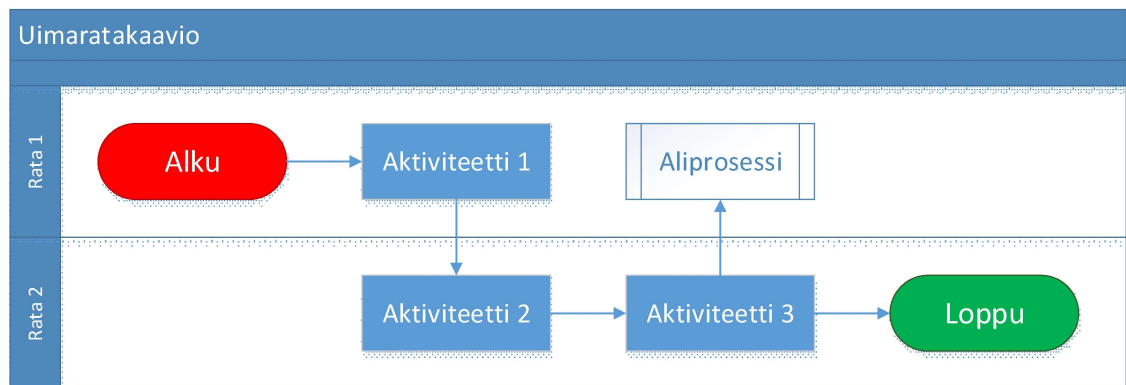 Uimaratakaavio
Rata 1
Alku
Aktiviteetti 1
Aliprosessi
Rata 2
Aktiviteetti 2
Aktiviteetti 3
Loppu